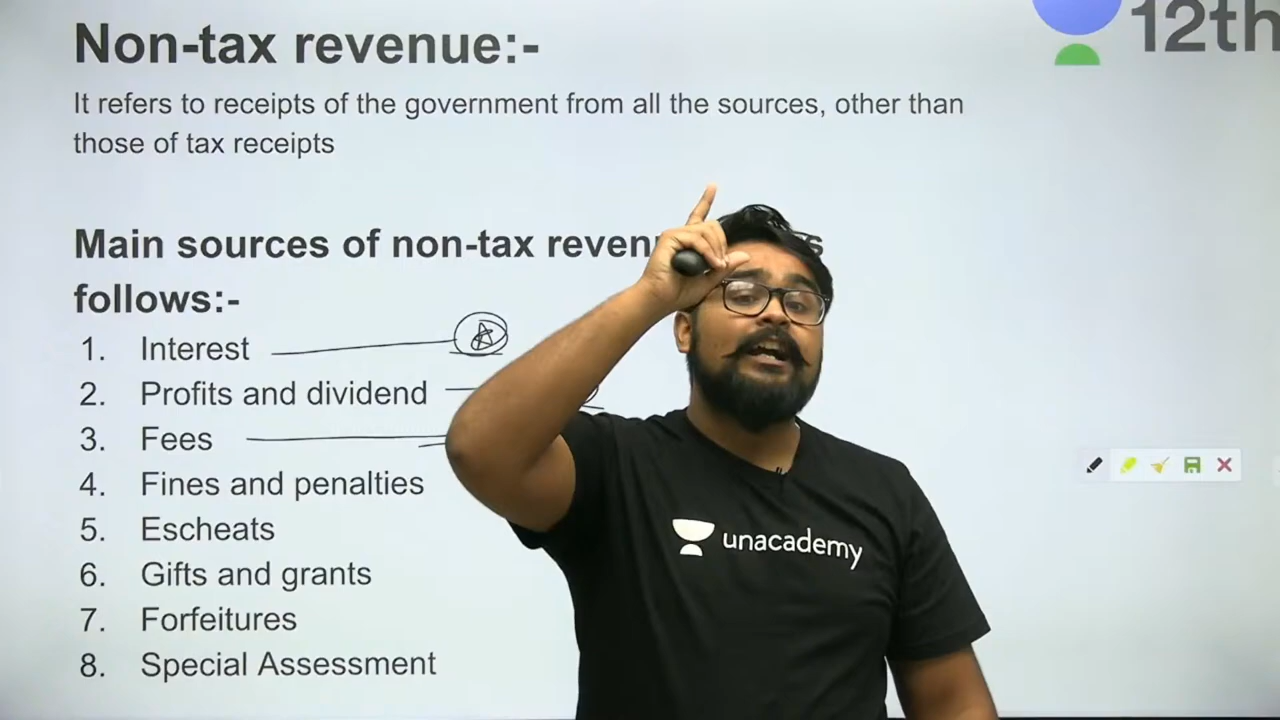 12th
Non-tax revenue:-
It refers to receipts of the government from all the sources, other than
those of tax receipts
Main sources of non-tax
follows:-
1. Interest
2. Profits and dividend
3. Fees
4. Fines and penalties
5. Escheats
6. Gifts and grants
7. Forfeitures
8. Special Assessment
unacademy